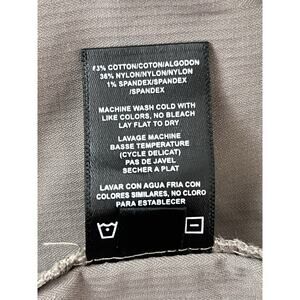 63% COTTON/COTON/ALGODON
36% NYLON/NYLON/NYLON
1% SPANDEX/SPANDEX
/SPANDEX
MACHINE WASH COLD WITH
LIKE COLORS, NO BLEACH
LAY FLAT TO DRY
LAVAGE MACHINE
BASSE TEMPERATURE
(CYCLE DELICAT)
PAS DE JAVEL
SECHER A PLAT
LAVAR CON AGUA FRIA CON
COLORES SIMILARES, NO CLORO
PARA ESTABLECER